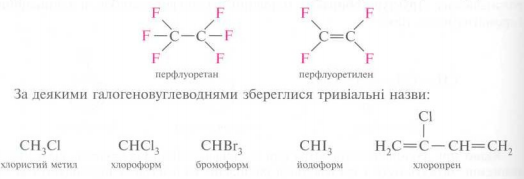 F F F F
F—C—C—F C=C
F F F F
перфлуоретан перфлуоретилен
За деякими галогеновуглеводнями збереглися тривіальні назви:
Cl
CH₃Cl CHCl₃ CHBr₃ CHI₃ H₂C=C—CH=CH₂
хлористий метил хлороформ бромоформ йодоформ хлоропрен